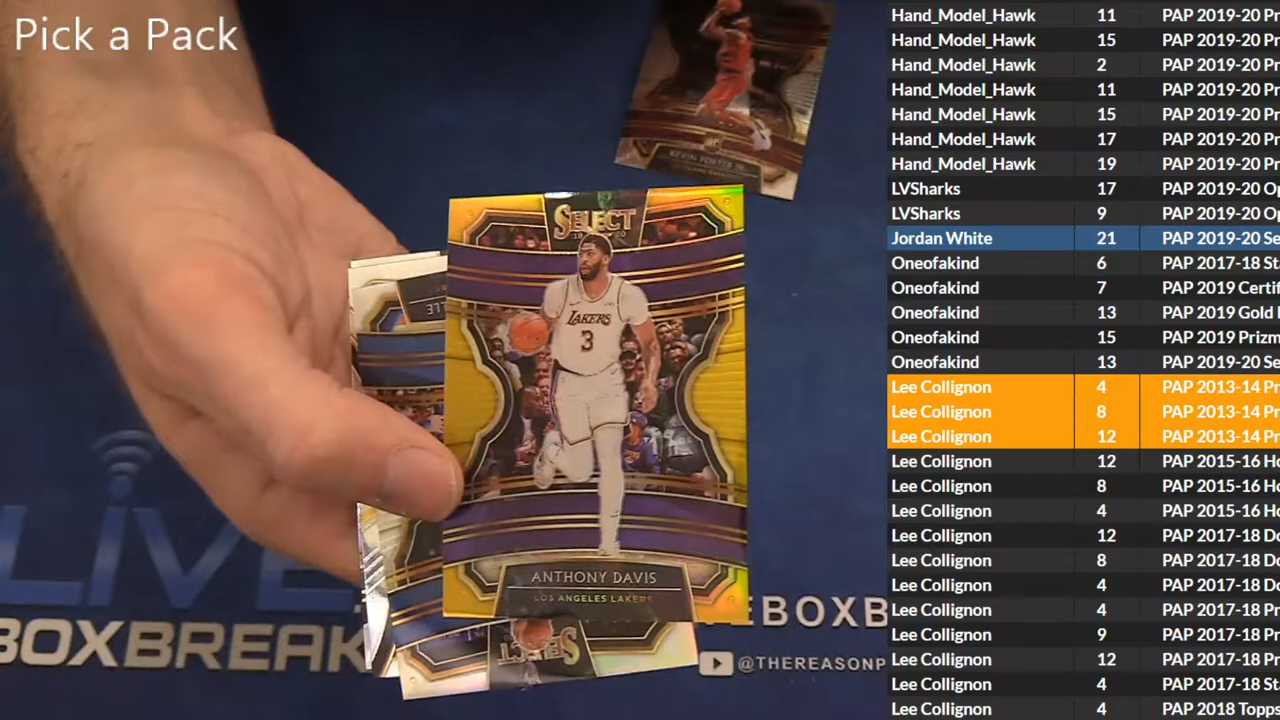 Pick a Pack
KEVIN PORTER JR.
SELECT
LAKERS
3
ANTHONY DAVIS
LOS ANGELES LAKERS
SELECT
LIVE
BOXBREAK
EBOXB
@THEREASONP
Hand_Model_Hawk 11 PAP 2019-20 Pr
Hand_Model_Hawk 15 PAP 2019-20 Pr
Hand_Model_Hawk 2 PAP 2019-20 Pr
Hand_Model_Hawk 11 PAP 2019-20 Pr
Hand_Model_Hawk 15 PAP 2019-20 Pr
Hand_Model_Hawk 17 PAP 2019-20 Pr
Hand_Model_Hawk 19 PAP 2019-20 Pr
LVSharks 17 PAP 2019-20 Op
LVSharks 9 PAP 2019-20 Op
Jordan White 21 PAP 2019-20 Se
Oneofakind 6 PAP 2017-18 St
Oneofakind 7 PAP 2019 Certif
Oneofakind 13 PAP 2019 Gold
Oneofakind 15 PAP 2019 Prizm
Oneofakind 13 PAP 2019-20 Se
Lee Collignon 4 PAP 2013-14 Pr
Lee Collignon 8 PAP 2013-14 Pr
Lee Collignon 12 PAP 2013-14 Pr
Lee Collignon 12 PAP 2015-16 Ho
Lee Collignon 8 PAP 2015-16 Ho
Lee Collignon 4 PAP 2015-16 Ho
Lee Collignon 12 PAP 2017-18 Do
Lee Collignon 8 PAP 2017-18 Do
Lee Collignon 4 PAP 2017-18 Do
Lee Collignon 4 PAP 2017-18 Pr
Lee Collignon 9 PAP 2017-18 Pr
Lee Collignon 12 PAP 2017-18 Pr
Lee Collignon 4 PAP 2017-18 St
Lee Collignon 4 PAP 2018 Topps